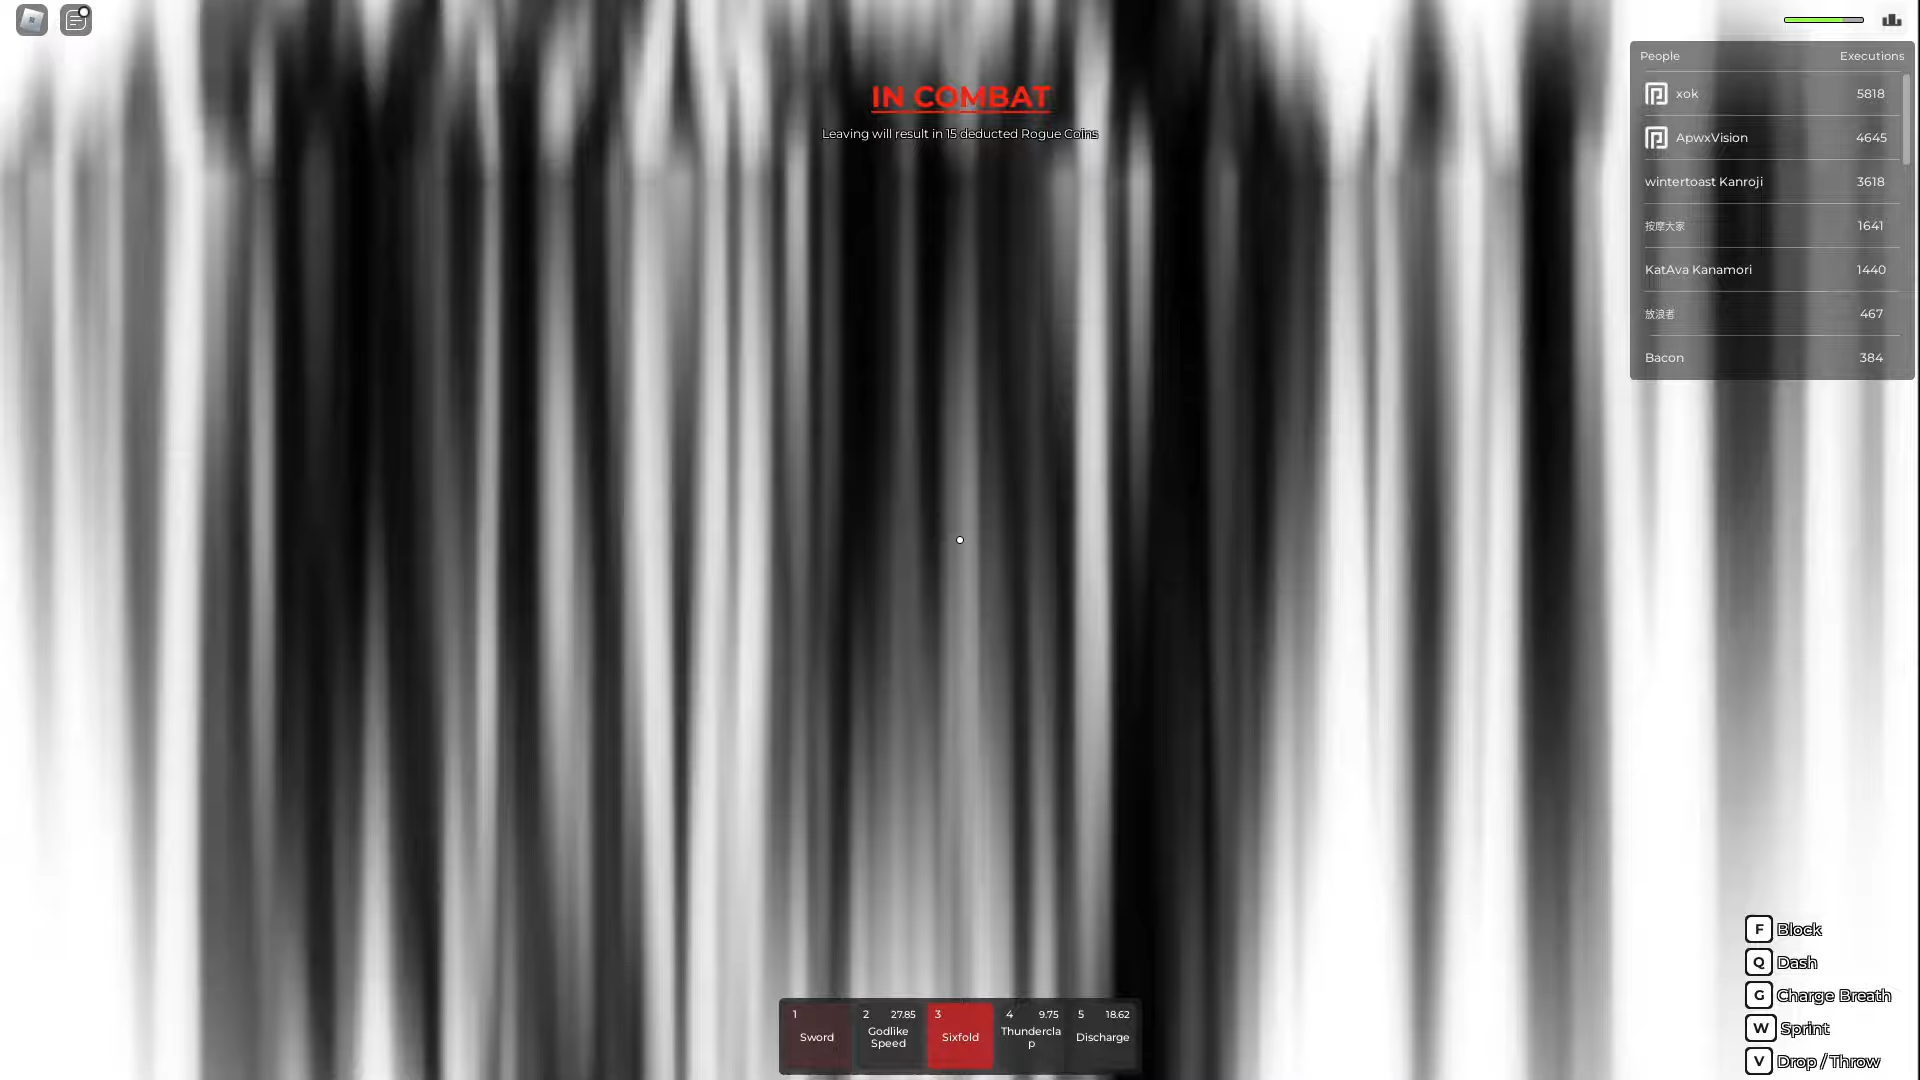 IN COMBAT
Leaving will result in 15 deducted Rogue Coins
People Executions
xok 5818
ApwxVision 4645
wintertoast Kanroji 3618
按摩大家 1641
KatAva Kanamori 1440
放浪者 467
Bacon 384
F Block
Q Dash
G Charge Breath
W Sprint
V Drop / Throw
1 Sword
2 27.85 Godlike
Speed
3 Sixfold
4 9.75 Thundercla
p
5 18.62 Discharge